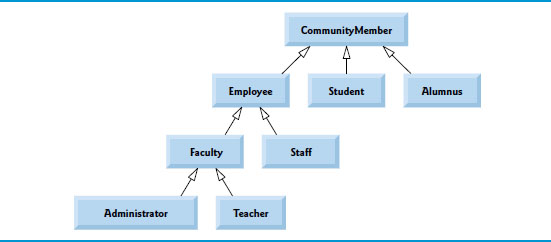 CommunityMember
Employee
Student
Alumnus
Faculty
Staff
Administrator
Teacher